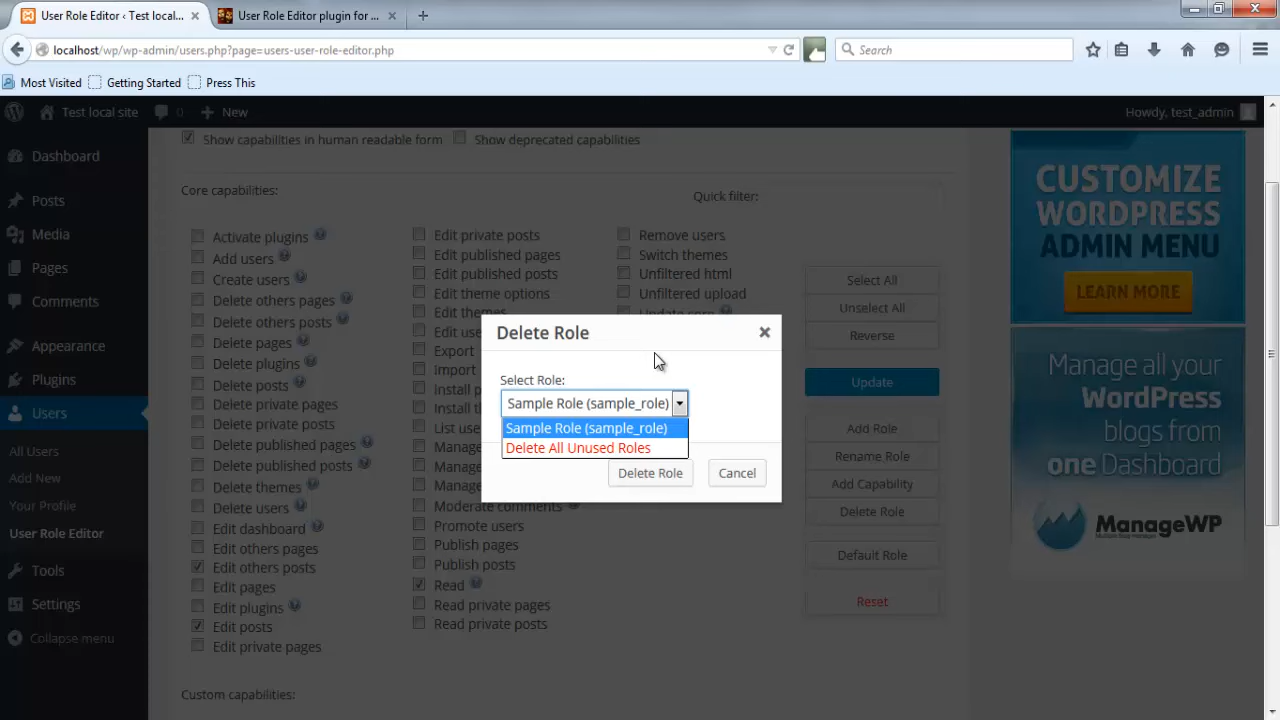 User Role Editor ‹ Test local...
User Role Editor plugin for ...
localhost/wp/wp-admin/users.php?page=users-user-role-editor.php
Search
Most Visited
Getting Started
Press This
Test local site
0
New
Howdy, test_admin
Dashboard
Posts
Media
Pages
Comments
Appearance
Plugins
Users
All Users
Add New
Your Profile
User Role Editor
Tools
Settings
Collapse menu
Show capabilities in human readable form
Show deprecated capabilities
Core capabilities:
Quick filter:
Activate plugins
Add users
Create users
Delete others pages
Delete others posts
Delete pages
Delete plugins
Delete posts
Delete private pages
Delete private posts
Delete published pages
Delete published posts
Delete themes
Delete users
Edit dashboard
Edit others pages
Edit others posts
Edit pages
Edit plugins
Edit posts
Edit private pages
Edit private posts
Edit published pages
Edit published posts
Edit theme options
Edit themes
Edit use
Export
Import
Install p
Install t
List use
Manage
Manage
Manage
Moderate comments
Promote users
Publish pages
Publish posts
Read
Read private pages
Read private posts
Remove users
Switch themes
Unfiltered html
Unfiltered upload
Update core
Delete Role
Select Role:
Sample Role (sample_role)
Sample Role (sample_role)
Delete All Unused Roles
Delete Role
Cancel
Select All
Unselect All
Reverse
Update
Add Role
Rename Role
Add Capability
Delete Role
Default Role
Reset
Custom capabilities:
CUSTOMIZE
WORDPRESS
ADMIN MENU
LEARN MORE
Manage all your
WordPress
blogs from
one Dashboard
ManageWP